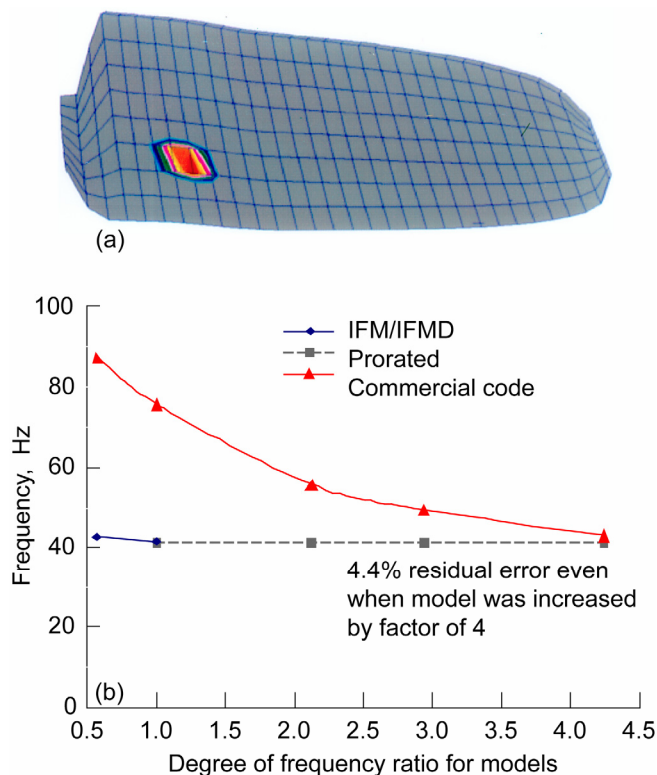 (a)
100
80
60
40
20
0
Frequency, Hz
IFM/IFMD
Prorated
Commercial code
4.4% residual error even
when model was increased
by factor of 4
(b)
0.5 1.0 1.5 2.0 2.5 3.0 3.5 4.0 4.5
Degree of frequency ratio for models